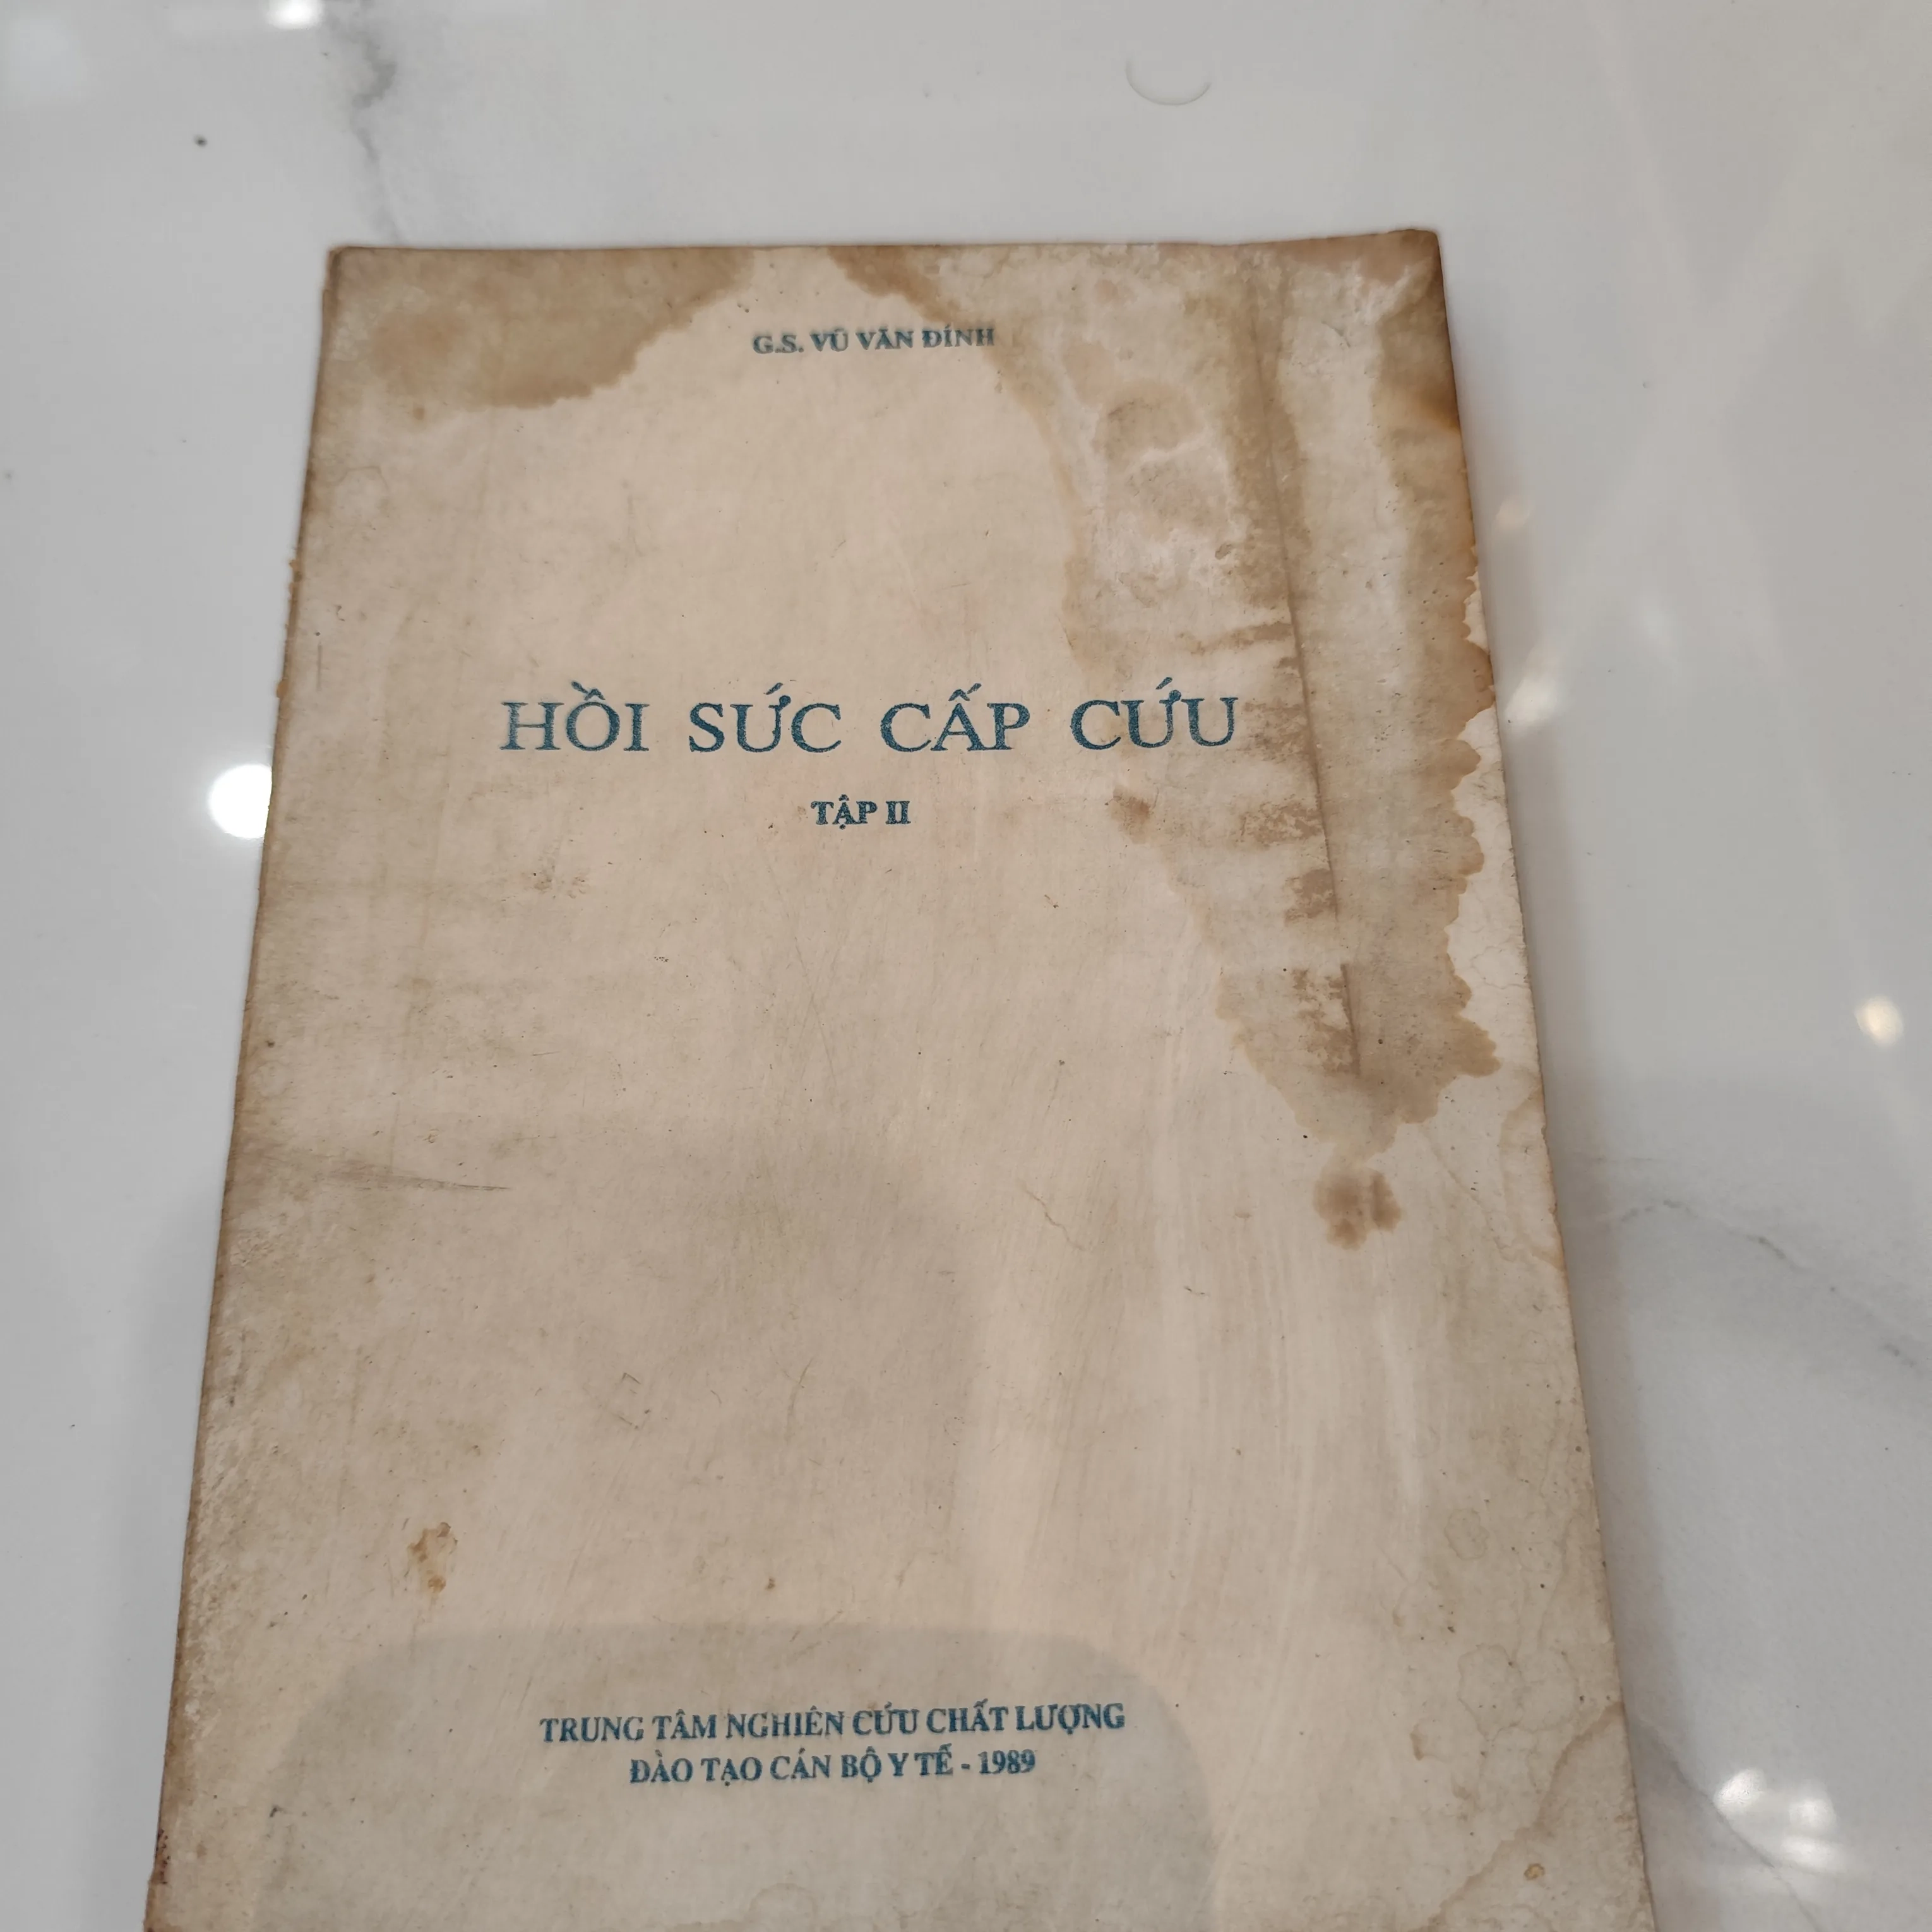 G.S. VŨ VĂN ĐÍNH
HỒI SỨC CẤP CỨU
TẬP II
TRUNG TÂM NGHIÊN CỨU CHẤT LƯỢNG
ĐÀO TẠO CÁN BỘ Y TẾ - 1989